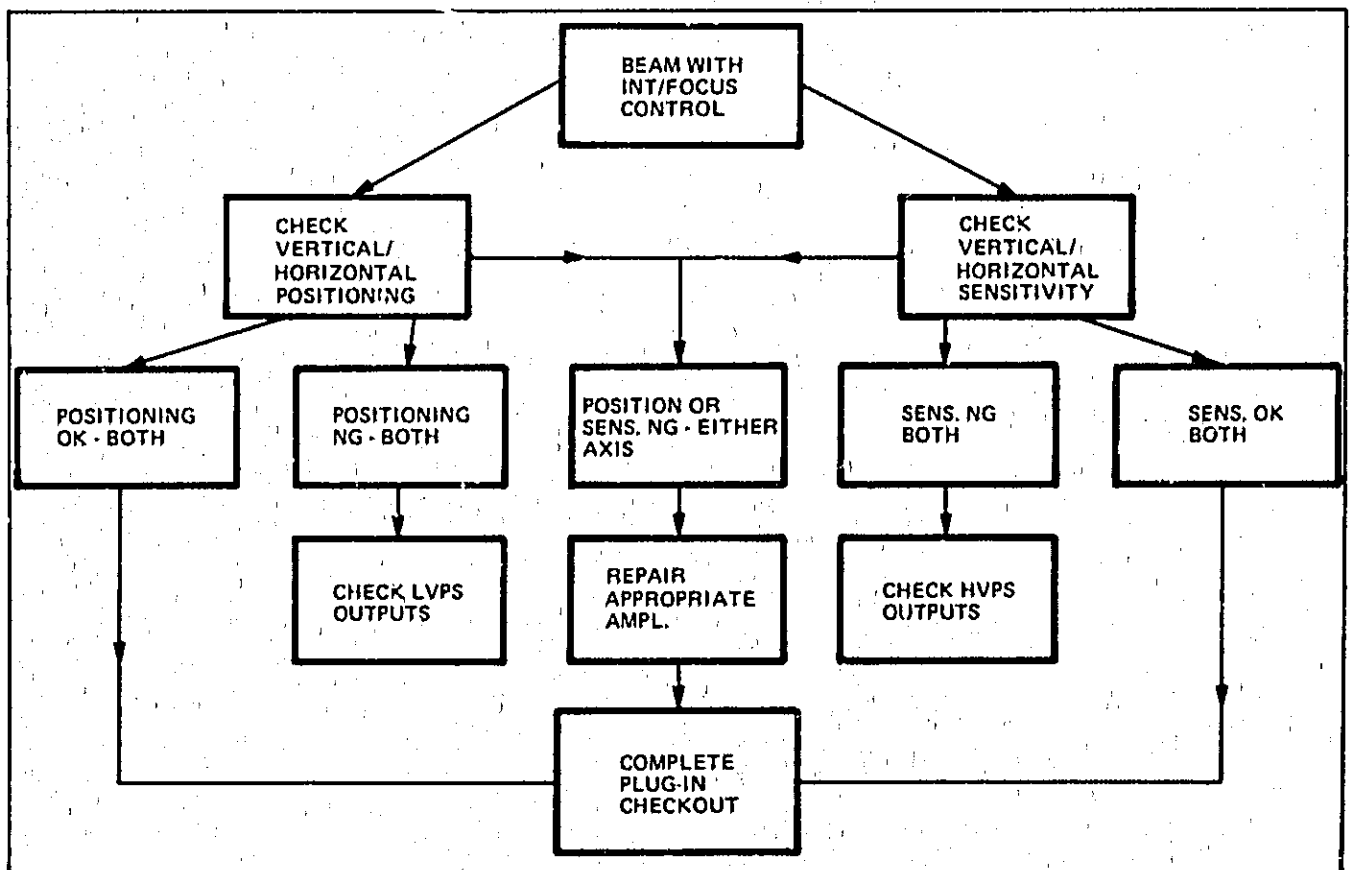 BEAM WITH
INT/FOCUS
CONTROL
CHECK
VERTICAL/
HORIZONTAL
POSITIONING
CHECK
VERTICAL/
HORIZONTAL
SENSITIVITY
POSITIONING
OK - BOTH
POSITIONING
NG - BOTH
POSITION OR
SENS. NG - EITHER
AXIS
SENS. NG
BOTH
SENS. OK
BOTH
CHECK LVPS
OUTPUTS
REPAIR
APPROPRIATE
AMPL.
CHECK HVPS
OUTPUTS
COMPLETE
PLUG-IN
CHECKOUT